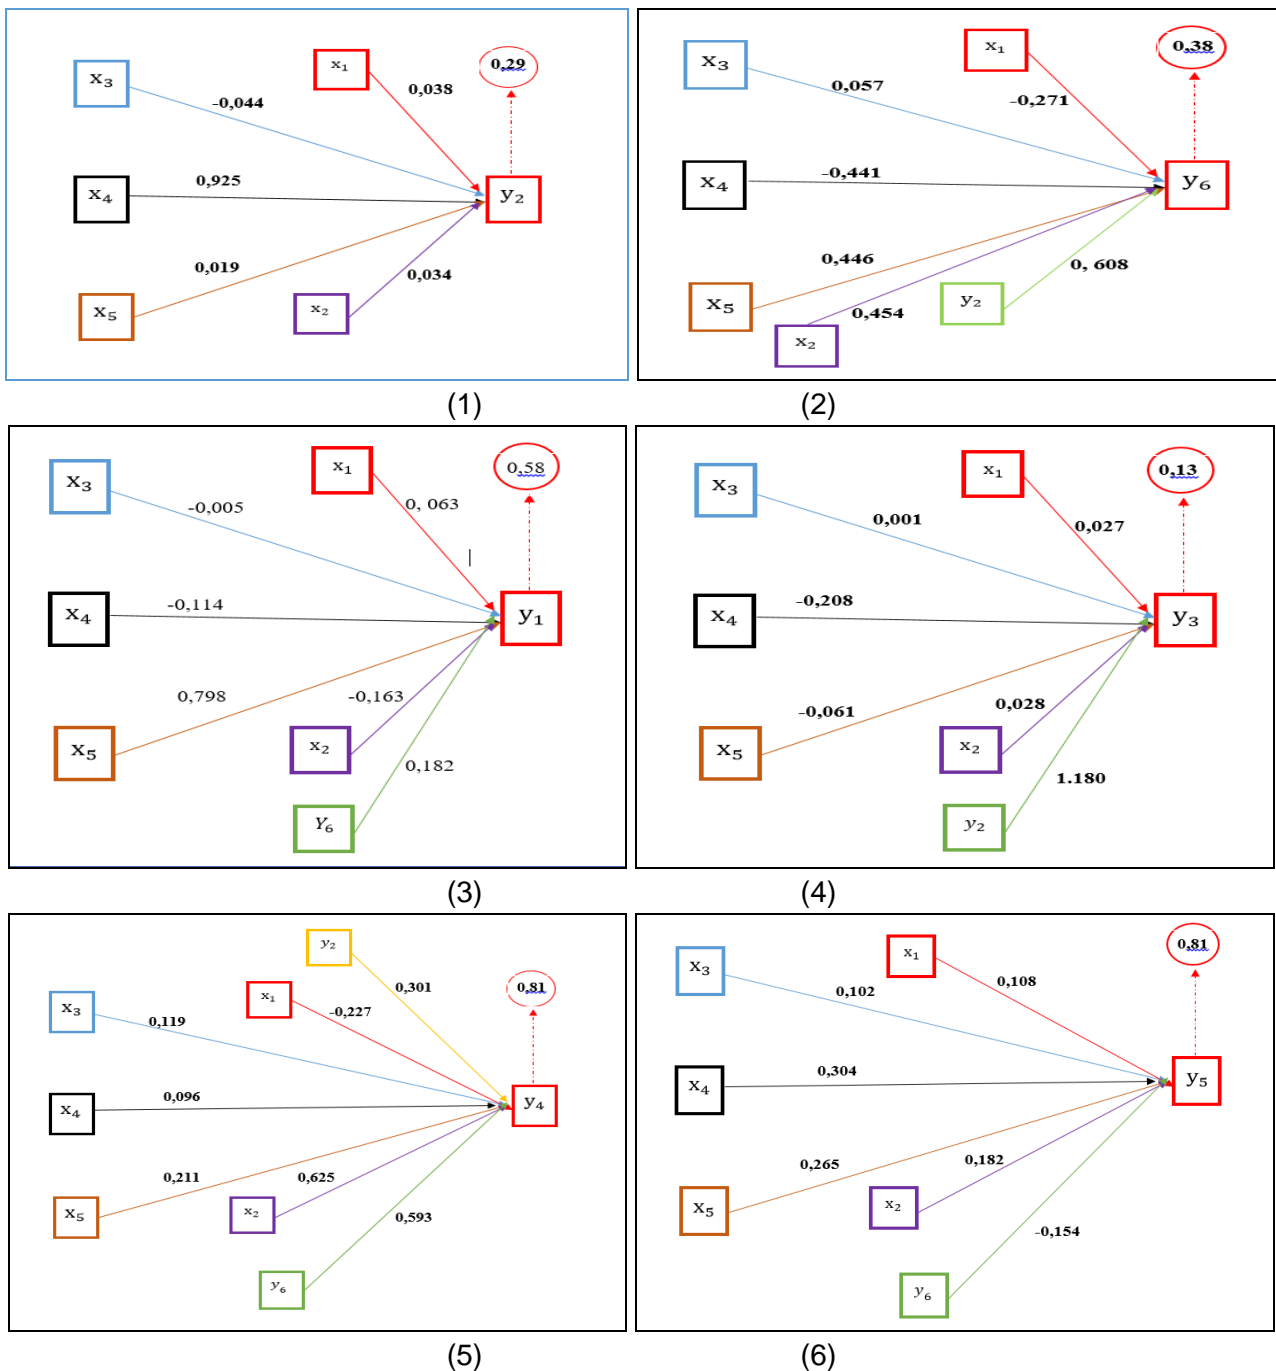 x₁ 0,29
x₃
0,038
-0,044
0,925
x₄ y₂
0,019 0,034
x₅ x₂
(1)
x₁ 0,38
x₃
0,057 -0,271
-0,441
x₄ y₆
0,446 0, 608
x₅ y₂
0,454
x₂
(2)
x₁ 0,58
x₃
-0,005 0, 063
|
-0,114
x₄ y₁
0,798 -0,163
x₅ x₂
0,182
Y₆
(3)
x₁ 0,13
x₃
0,001 0,027
-0,208
x₄ y₃
-0,061 0,028
x₅ x₂
1.180
y₂
(4)
y₂
0,301 0,81
x₁
x₃ -0,227
0,119
0,096
x₄ y₄
0,211 0,625
x₅ x₂
0,593
y₆
(5)
x₁ 0,81
x₃
0,102 0,108
0,304
x₄ y₅
0,265 0,182
x₅ x₂
-0,154
y₆
(6)